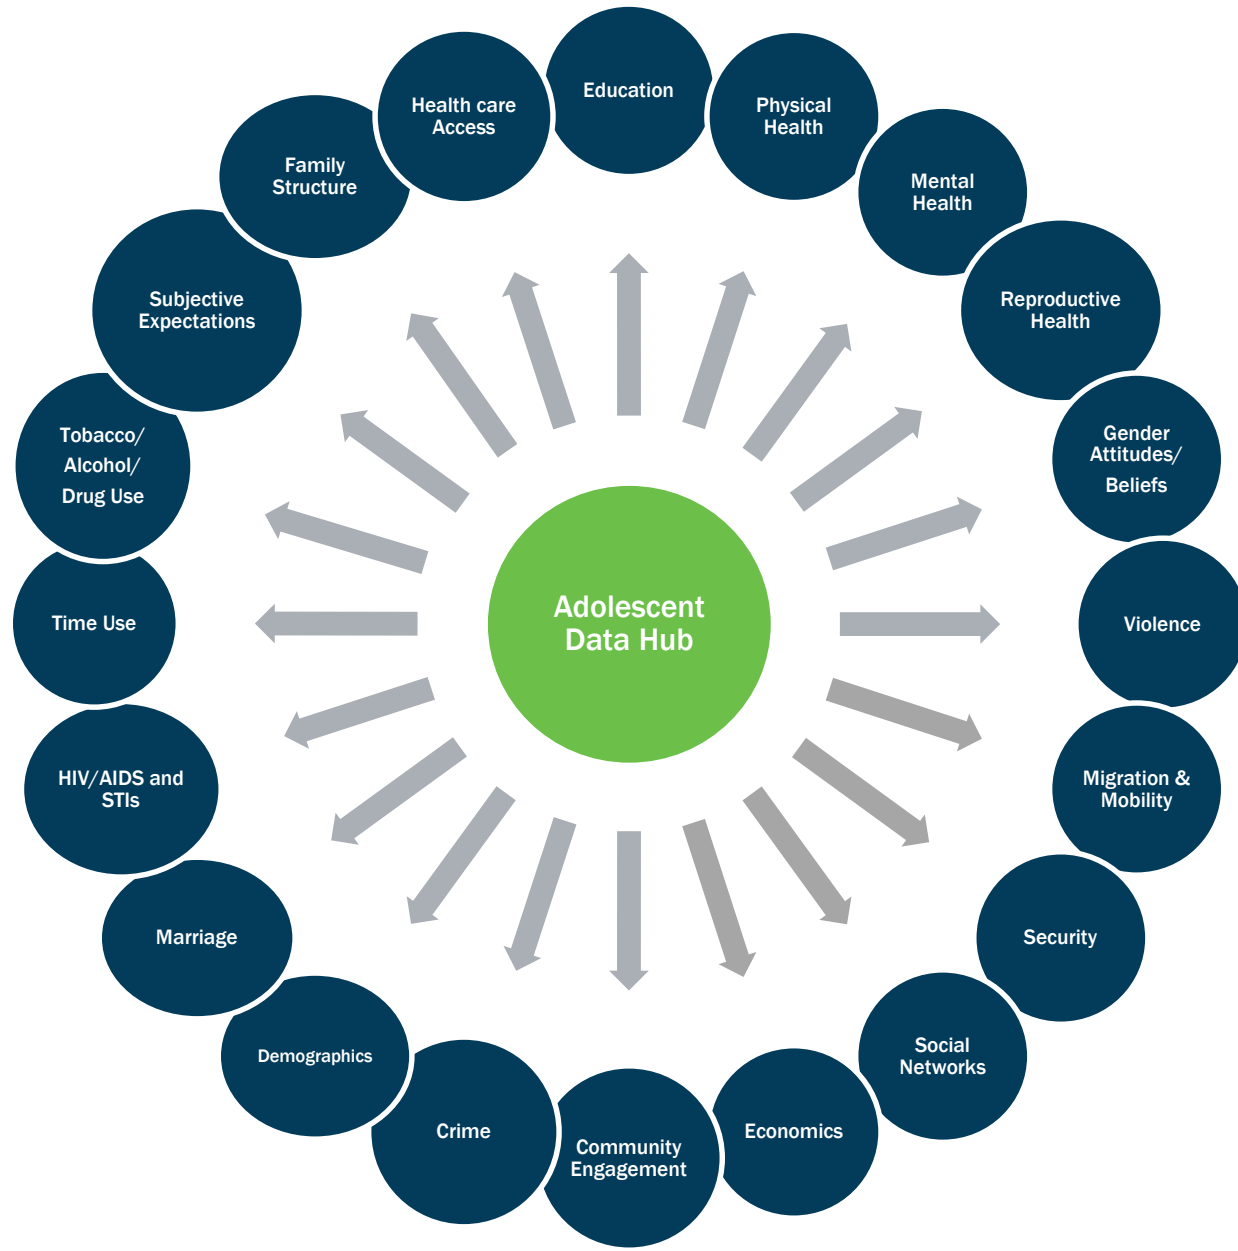 Education
Physical
Health
Mental
Health
Reproductive
Health
Gender
Attitudes/
Beliefs
Violence
Migration &
Mobility
Security
Social
Networks
Economics
Community
Engagement
Crime
Demographics
Marriage
HIV/AIDS and
STIs
Time Use
Tobacco/
Alcohol/
Drug Use
Subjective
Expectations
Family
Structure
Health care
Access
Adolescent
Data Hub